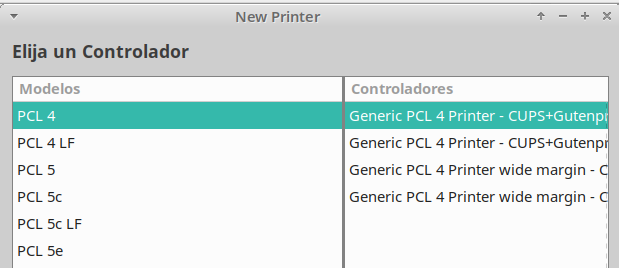 New Printer
Elija un Controlador
Modelos
PCL 4
PCL 4 LF
PCL 5
PCL 5c
PCL 5c LF
PCL 5e
Controladores
Generic PCL 4 Printer - CUPS+Gutenpr
Generic PCL 4 Printer - CUPS+Gutenpr
Generic PCL 4 Printer wide margin - C
Generic PCL 4 Printer wide margin - C